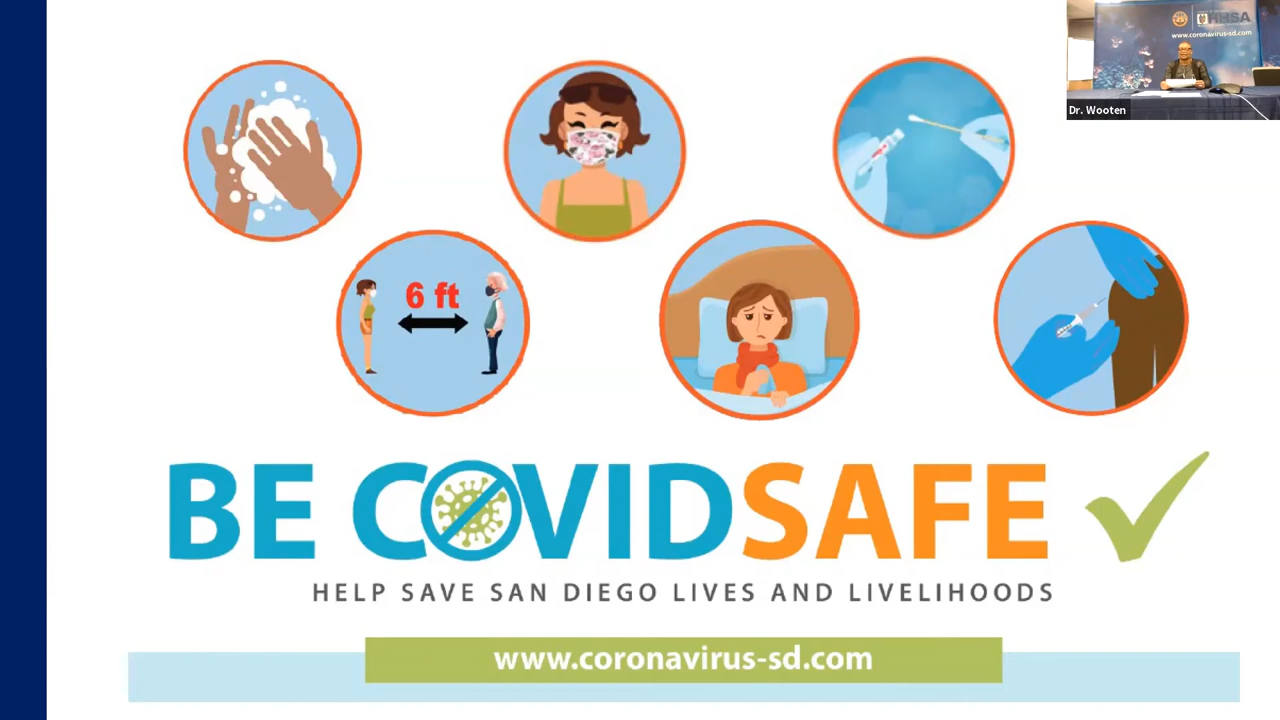 HHSA
www.coronavirus-sd.com
Dr. Wooten
6 ft
BE COVIDSAFE
HELP SAVE SAN DIEGO LIVES AND LIVELIHOODS
www.coronavirus-sd.com